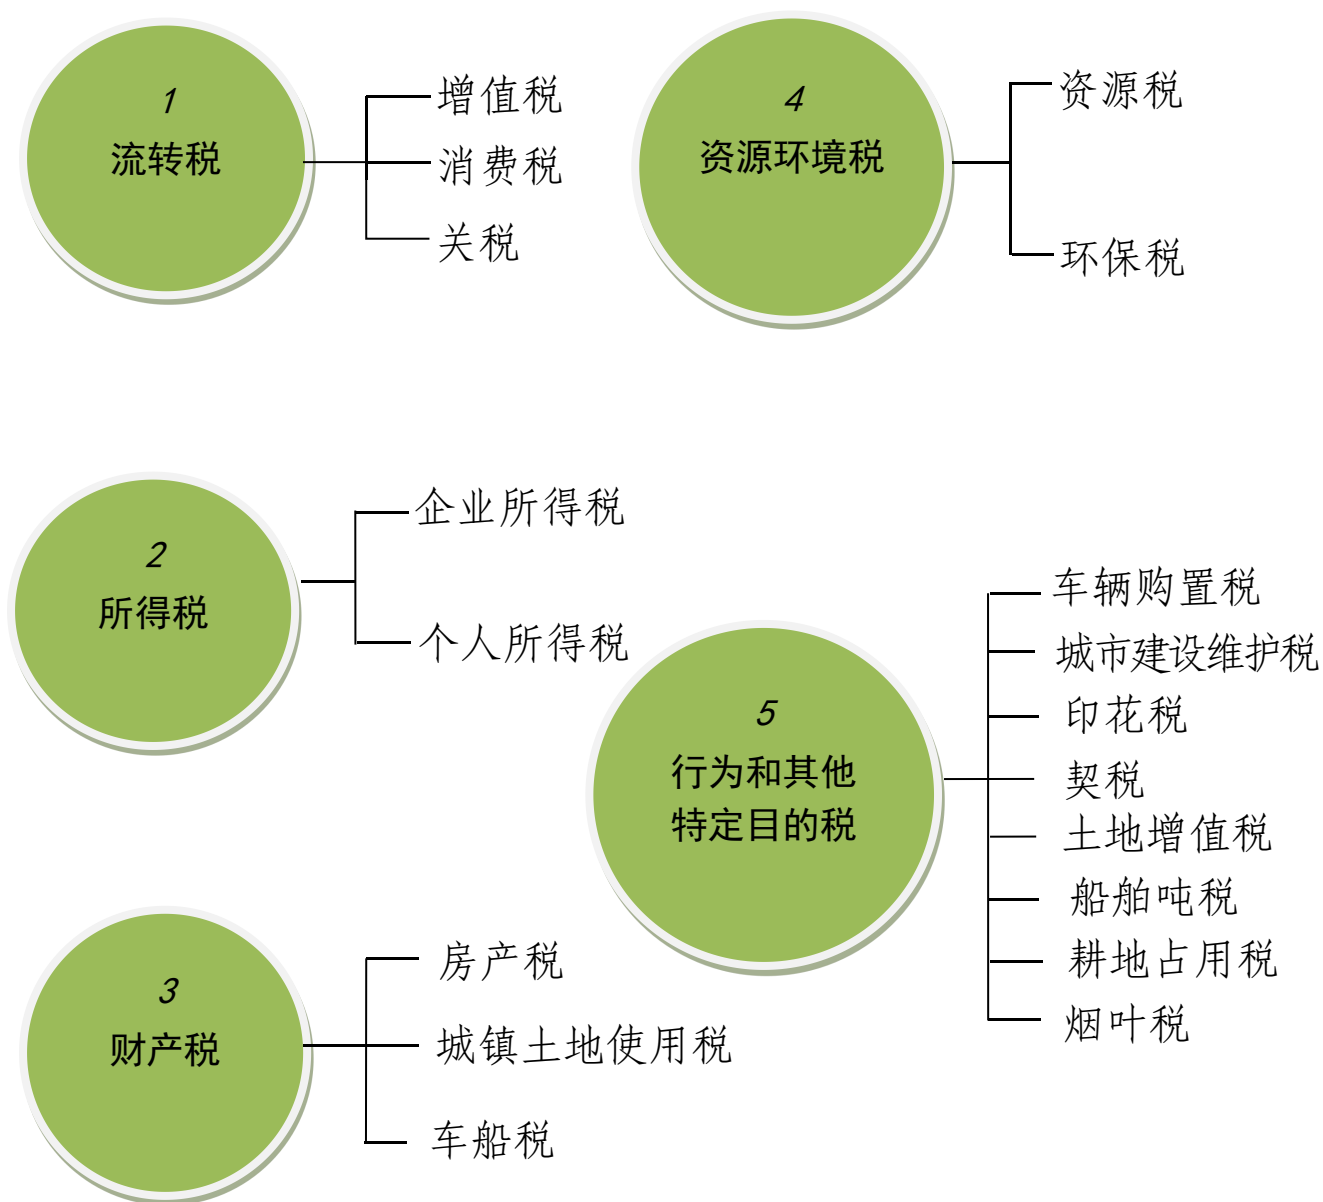 1
流转税
增值税
消费税
关税
2
所得税
企业所得税
个人所得税
3
财产税
房产税
城镇土地使用税
车船税
4
资源环境税
资源税
环保税
5
行为和其他
特定目的税
车辆购置税
城市建设维护税
印花税
契税
土地增值税
船舶吨税
耕地占用税
烟叶税